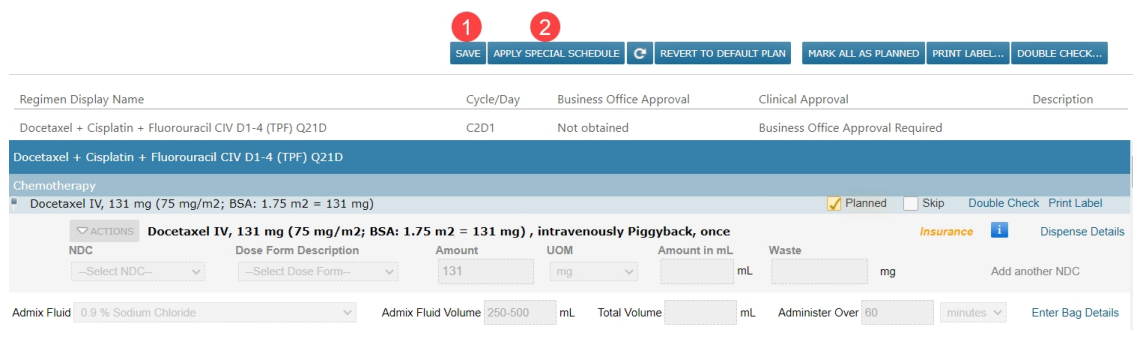 1 2
SAVE APPLY SPECIAL SCHEDULE REVERT TO DEFAULT PLAN MARK ALL AS PLANNED PRINT LABEL... DOUBLE CHECK...
Regimen Display Name Cycle/Day Business Office Approval Clinical Approval Description
Docetaxel + Cisplatin + Fluorouracil CIV D1-4 (TPF) Q21D C2D1 Not obtained Business Office Approval Required
Docetaxel + Cisplatin + Fluorouracil CIV D1-4 (TPF) Q21D
Chemotherapy
Docetaxel IV, 131 mg (75 mg/m2; BSA: 1.75 m2 = 131 mg) Planned Skip Double Check Print Label
ACTIONS Docetaxel IV, 131 mg (75 mg/m2; BSA: 1.75 m2 = 131 mg) , intravenously Piggyback, once Insurance i Dispense Details
NDC Dose Form Description Amount UOM Amount in mL Waste
--Select NDC-- --Select Dose Form-- 131 mg mL mg Add another NDC
Admix Fluid 0.9 % Sodium Chloride Admix Fluid Volume 250-500 mL Total Volume mL Administer Over 60 minutes Enter Bag Details